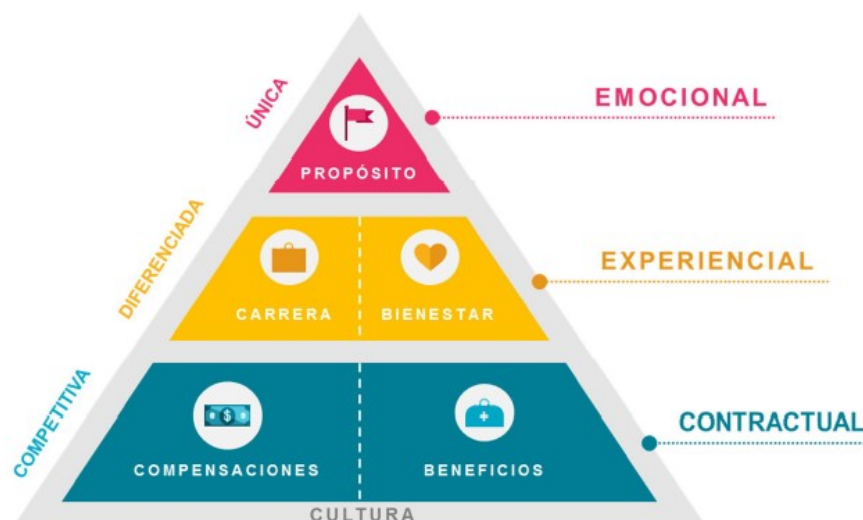 ÚNICA
EMOCIONAL
PROPÓSITO
DIFERENCIADA
EXPERIENCIAL
CARRERA
BIENESTAR
COMPETITIVA
CONTRACTUAL
$
COMPENSACIONES
BENEFICIOS
CULTURA